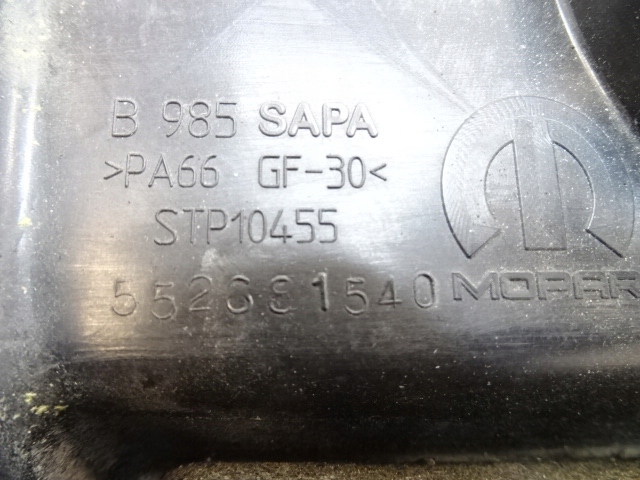 B 985 SAPA
>PA66 GF-30<
STP10455
552681540
MOPAR